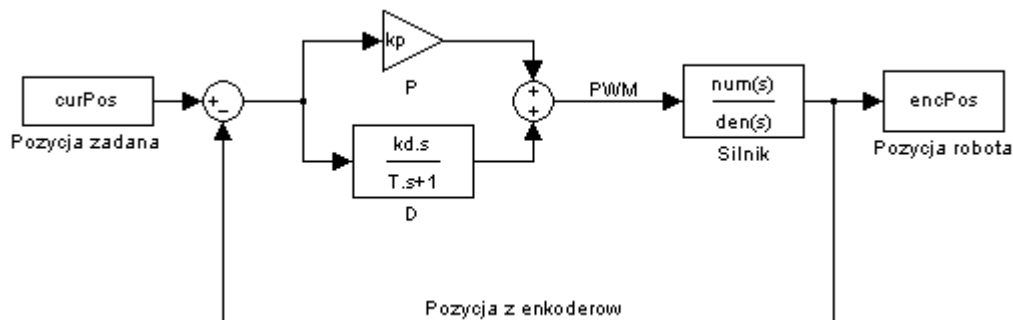 kp
P
curPos
Pozycja zadana
+
−
kd.s
T.s+1
D
+
+
PWM
num(s)
den(s)
Silnik
encPos
Pozycja robota
Pozycja z enkoderow